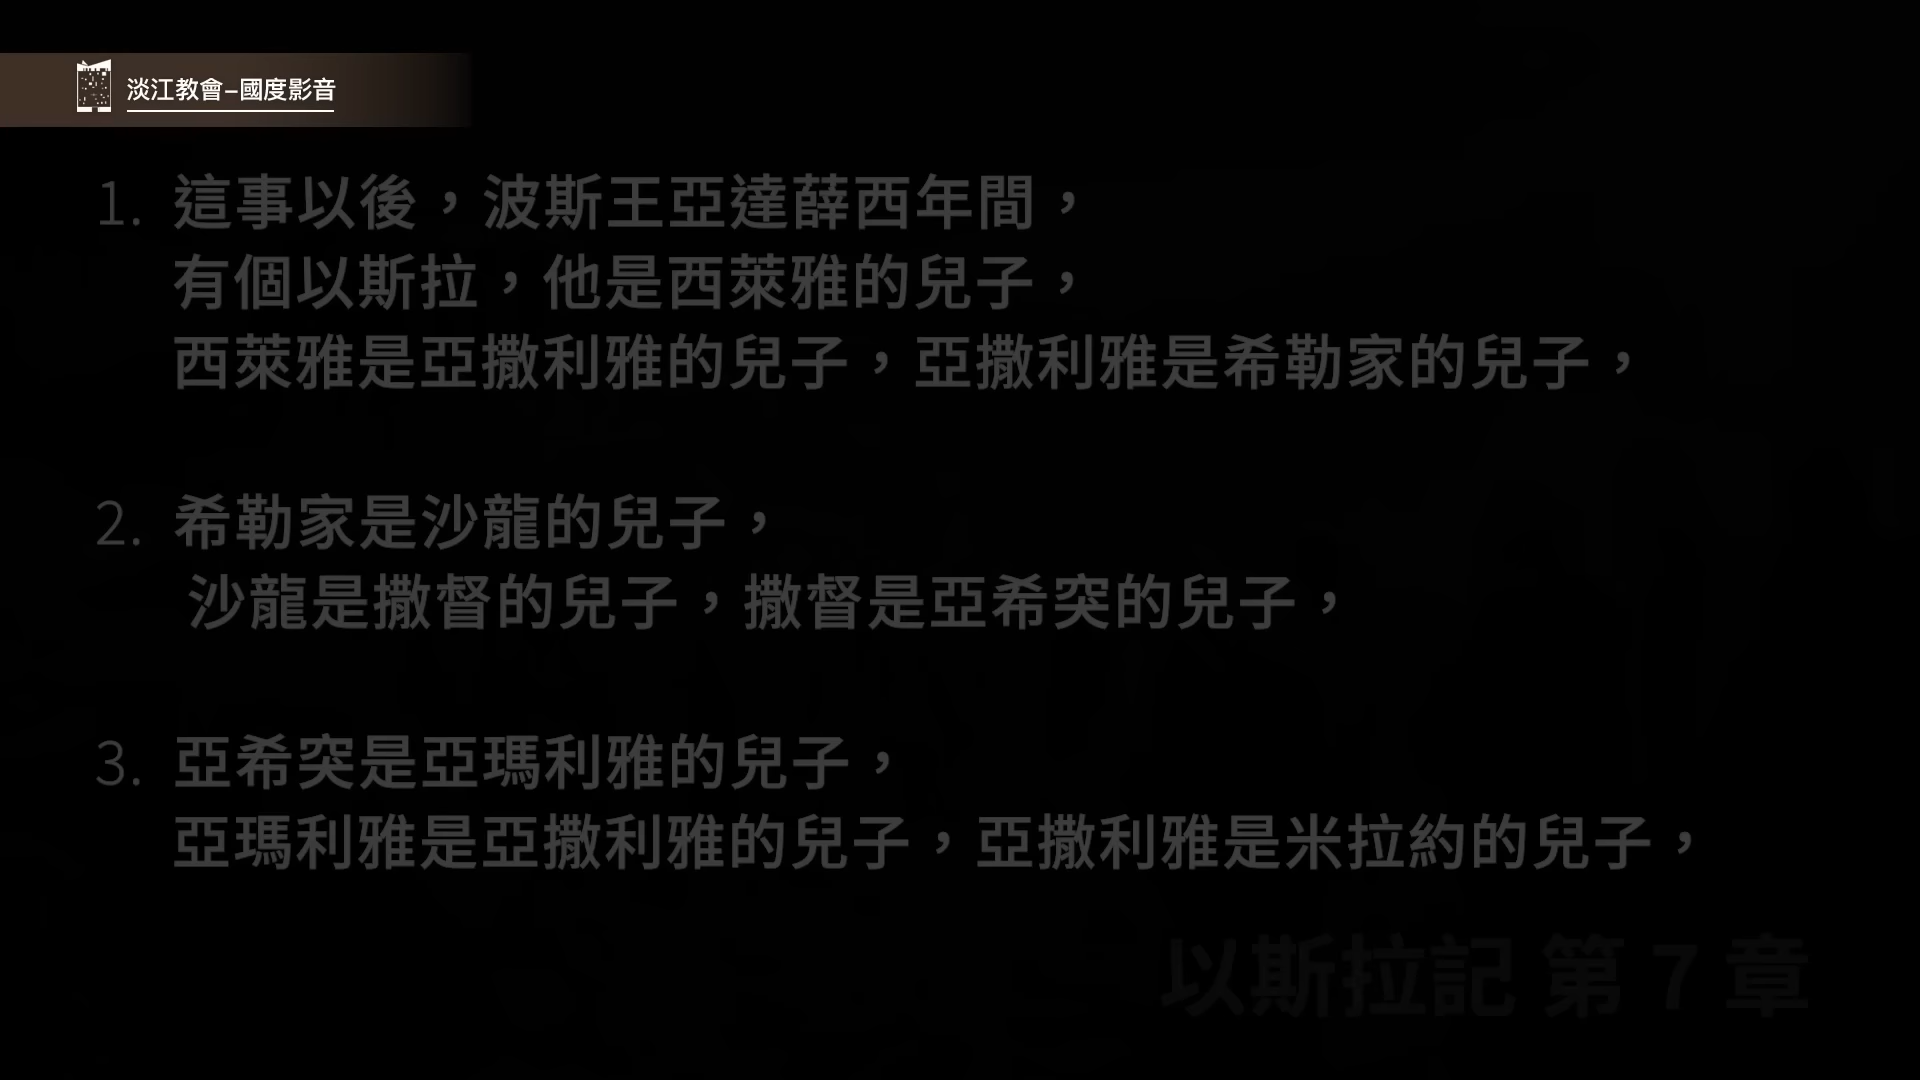 淡江教會–國度影音
1. 這事以後，波斯王亞達薛西年間，
有個以斯拉，他是西萊雅的兒子，
西萊雅是亞撒利雅的兒子，亞撒利雅是希勒家的兒子，
2. 希勒家是沙龍的兒子，
沙龍是撒督的兒子，撒督是亞希突的兒子，
3. 亞希突是亞瑪利雅的兒子，
亞瑪利雅是亞撒利雅的兒子，亞撒利雅是米拉約的兒子，
以斯拉記 第 7 章